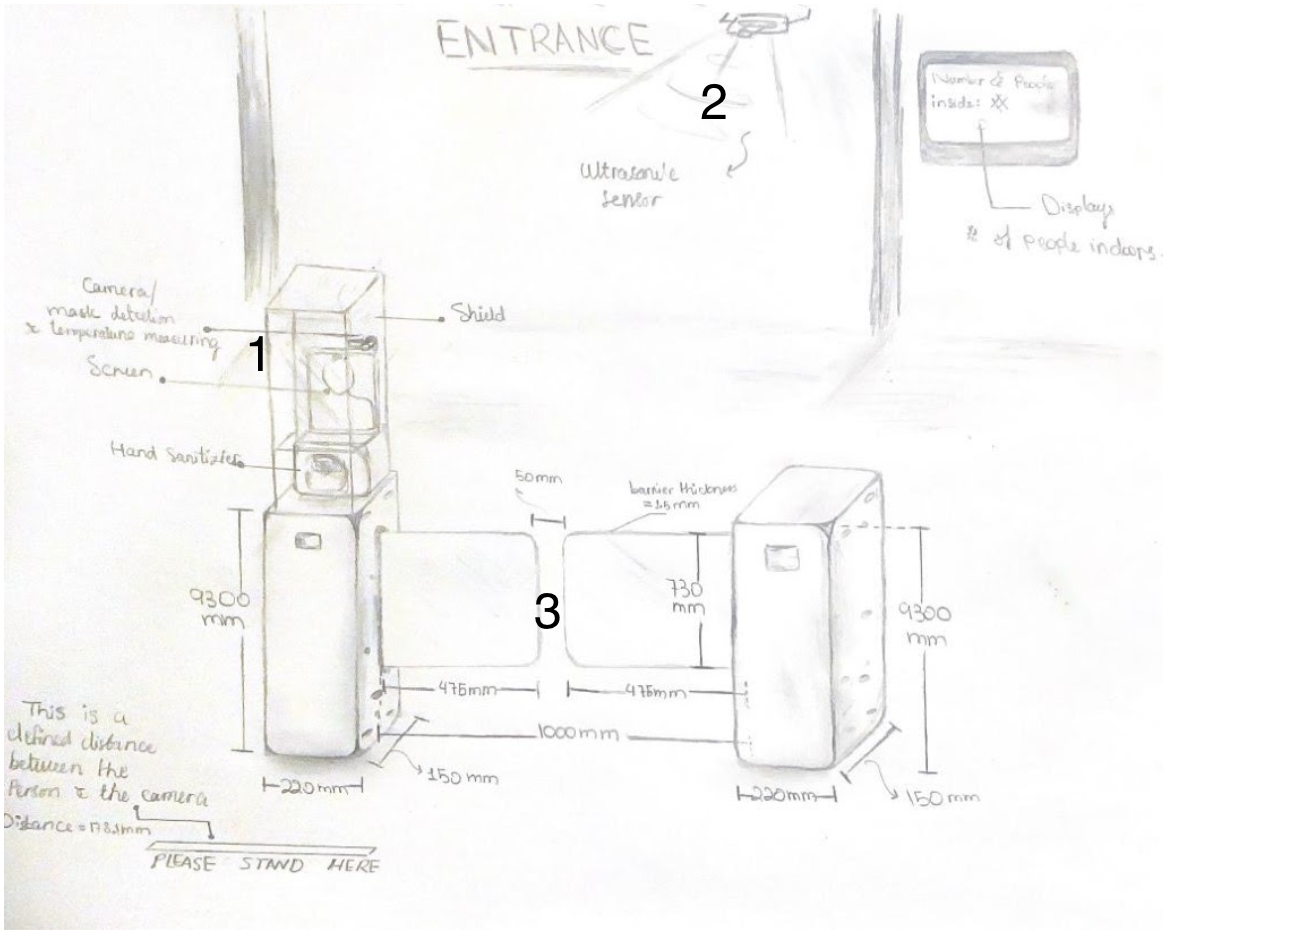 ENTRANCE
2
Number of People
inside: XX
Ultrasonic
sensor
Displays
# of people indoors.
Camera/
mask detection
& temperature measuring
1
Shield
Screen
Hand Sanitizer
50mm
barrier thickness
=
9300
mm
3
730
mm
9300
mm
475mm
475mm
1000mm
150 mm
150 mm
220mm
220mm
This is a
defined distance
between the
Person & the camera
Distance =
PLEASE STAND HERE